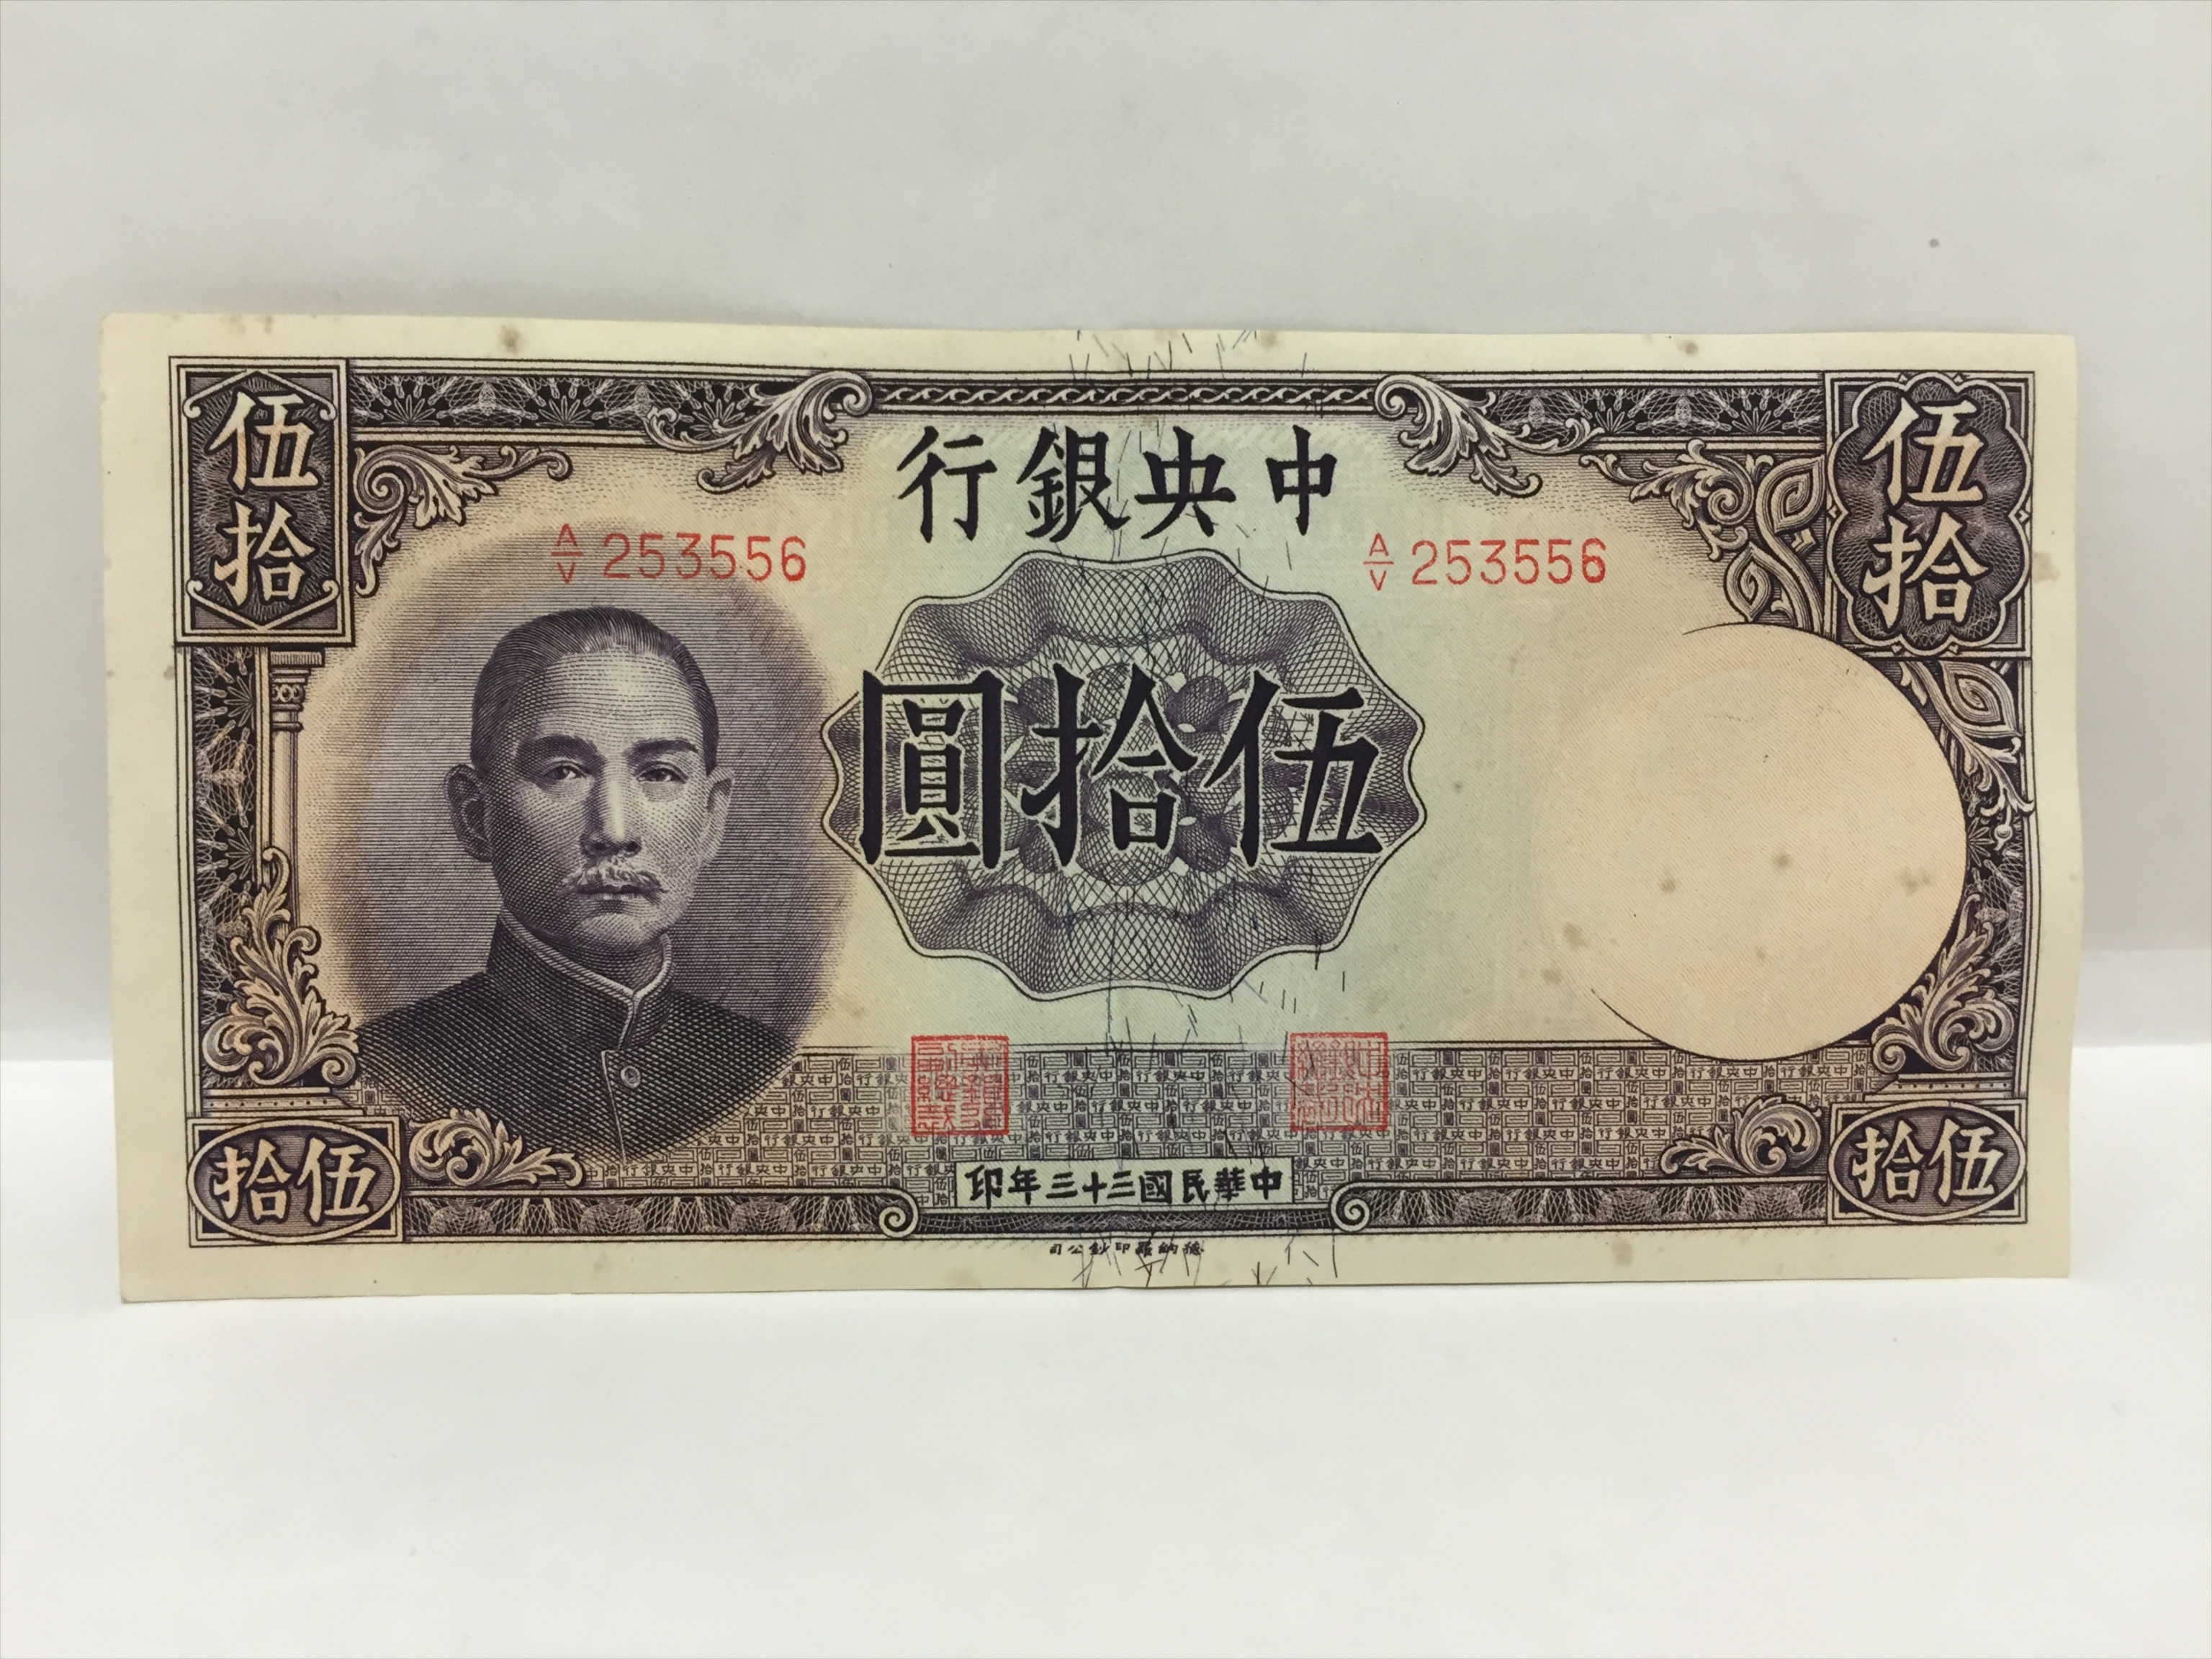 伍拾
中央銀行
伍拾
A/V 253556
A/V 253556
伍拾圓
伍拾
中華民國三十三年印
伍拾
德納羅印鈔公司